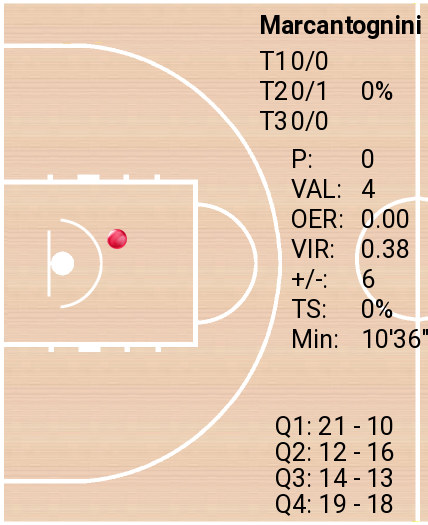 Marcantognini
T1 0/0
T2 0/1 0%
T3 0/0
P: 0
VAL: 4
OER: 0.00
VIR: 0.38
+/-: 6
TS: 0%
Min: 10'36"
Q1: 21 - 10
Q2: 12 - 16
Q3: 14 - 13
Q4: 19 - 18